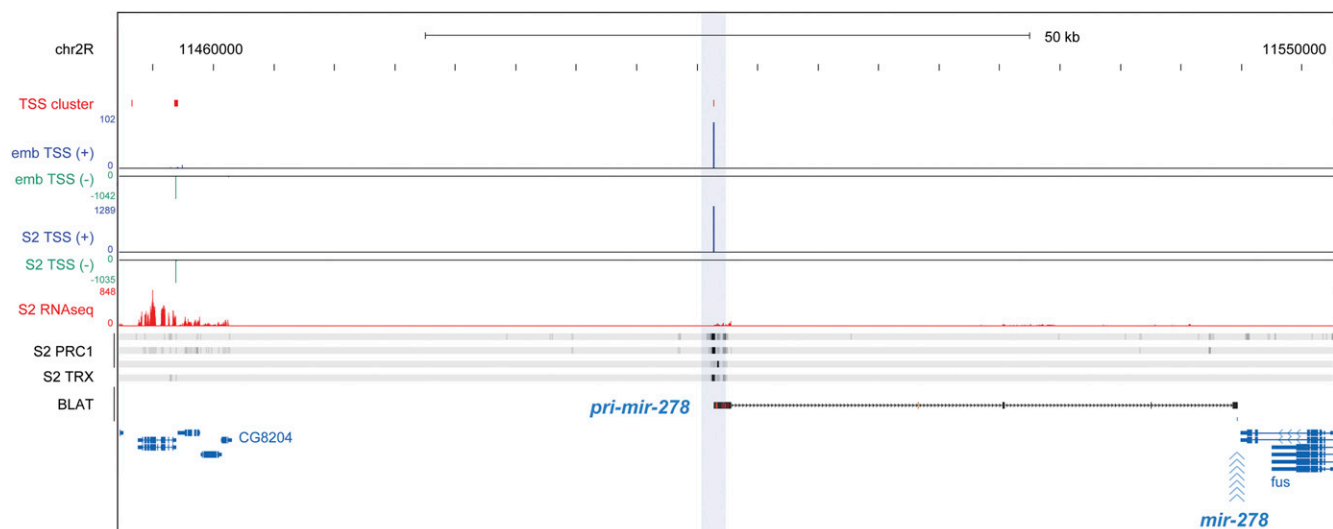 50 kb
chr2R 11460000 11550000
TSS cluster
102
emb TSS (+)
0
0
emb TSS (-)
-1042
1289
S2 TSS (+)
0
0
S2 TSS (-)
-1035
848
S2 RNAseq
0
S2 PRC1
S2 TRX
BLAT
pri-mir-278
CG8204
fus
mir-278